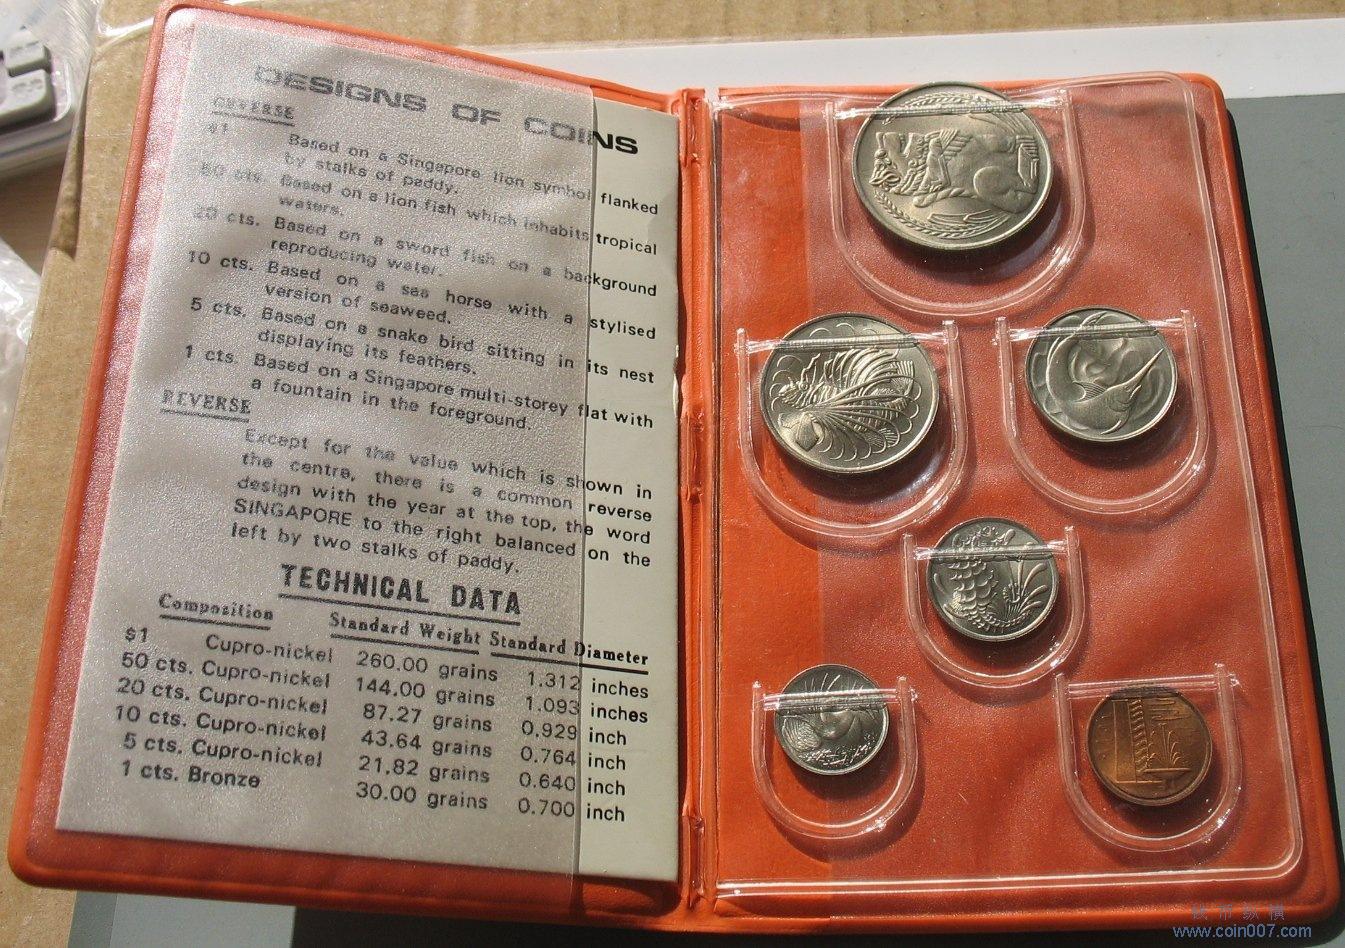 DESIGNS OF COINS
REVERSE
$1 Based on a Singapore lion symbol flanked
by stalks of paddy.
50 cts. Based on a lion fish which inhabits tropical
waters.
20 cts. Based on a sword fish on a background
reproducing water.
10 cts. Based on a sea horse with a stylised
version of seaweed.
5 cts. Based on a snake bird sitting in its nest
displaying its feathers.
1 cts. Based on a Singapore multi-storey flat with
a fountain in the foreground.
REVERSE
Except for the value which is shown in
the centre, there is a common reverse
design with the year at the top, the word
SINGAPORE to the right balanced on the
left by two stalks of paddy.
TECHNICAL DATA
Composition Standard Weight Standard Diameter
$1 Cupro-nickel 260.00 grains 1.312 inches
50 cts. Cupro-nickel 144.00 grains 1.093 inches
20 cts. Cupro-nickel 87.27 grains 0.929 inch
10 cts. Cupro-nickel 43.64 grains 0.764 inch
5 cts. Cupro-nickel 21.82 grains 0.640 inch
1 cts. Bronze 30.00 grains 0.700 inch
钱币纵横
www.coin007.com